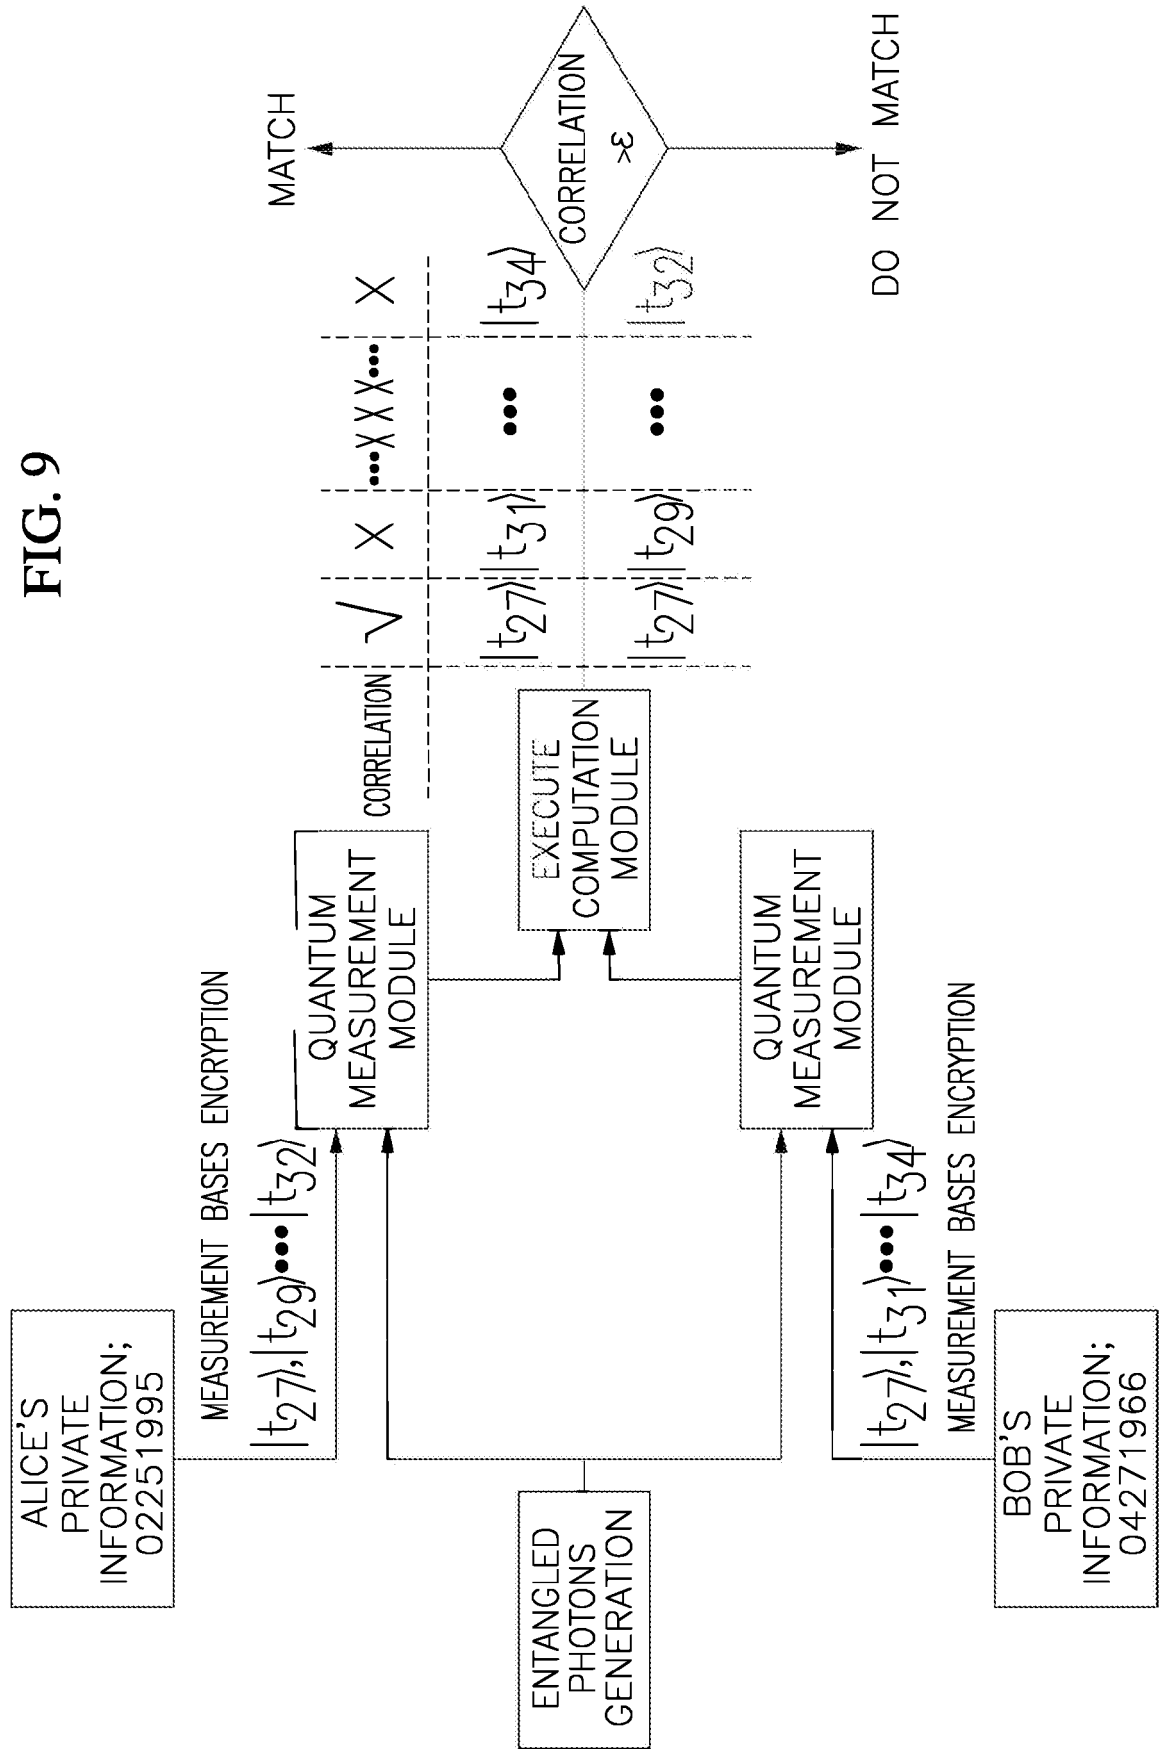 FIG. 9
ALICE'S
PRIVATE
INFORMATION;
02251995
MEASUREMENT BASES ENCRYPTION
|t27⟩,|t29⟩•••|t32⟩
QUANTUM
MEASUREMENT
MODULE
ENTANGLED
PHOTONS
GENERATION
EXECUTE
COMPUTATION
MODULE
BOB'S
PRIVATE
INFORMATION;
04271966
|t27⟩,|t31⟩•••|t34⟩
MEASUREMENT BASES ENCRYPTION
QUANTUM
MEASUREMENT
MODULE
CORRELATION √ X •••XXX••• X
|t27⟩ |t31⟩ ••• |t34⟩
|t27⟩ |t29⟩ ••• |t32⟩
CORRELATION
>ε
MATCH
DO NOT MATCH